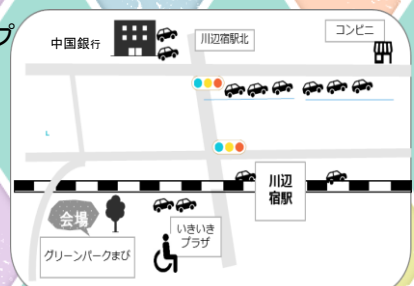 プ
中国銀行
川辺宿駅北
コンビニ
川辺
宿駅
会場
いきいき
プラザ
グリーンパークまび